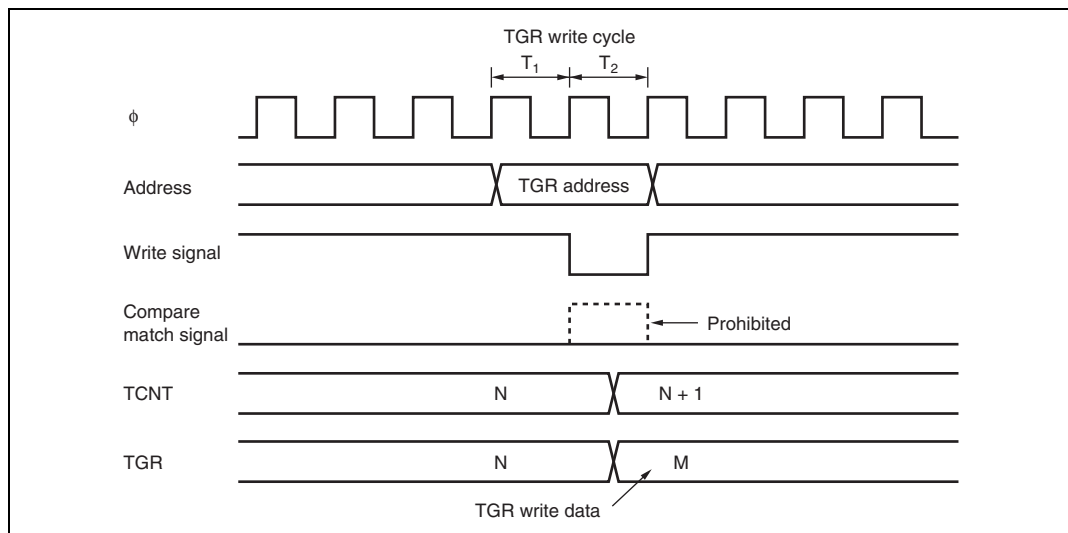 TGR write cycle
T1 T2
ϕ
Address
TGR address
Write signal
Compare
match signal
Prohibited
TCNT
N
N + 1
TGR
N
M
TGR write data